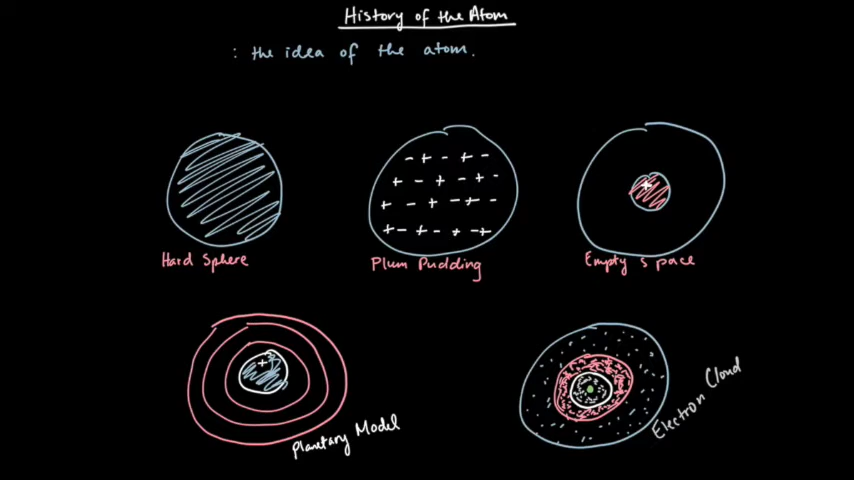 History of the Atom
: the idea of the atom.
- + - + -
+ - + - + -
+ - + - + -
+ - + - + - + -
+
Hard Sphere
Plum Pudding
Empty Space
+
Planetary Model
Electron Cloud